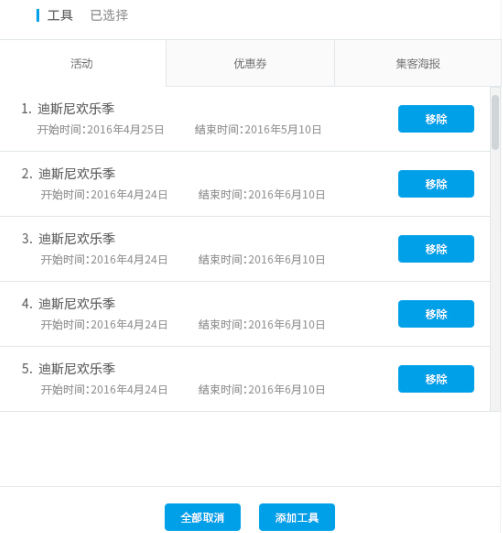 工具 已选择
活动 优惠券 集客海报
1. 迪斯尼欢乐季
开始时间：2016年4月25日 结束时间：2016年5月10日 移除
2. 迪斯尼欢乐季
开始时间：2016年4月24日 结束时间：2016年6月10日 移除
3. 迪斯尼欢乐季
开始时间：2016年4月24日 结束时间：2016年6月10日 移除
4. 迪斯尼欢乐季
开始时间：2016年4月24日 结束时间：2016年6月10日 移除
5. 迪斯尼欢乐季
开始时间：2016年4月24日 结束时间：2016年6月10日 移除
全部取消 添加工具